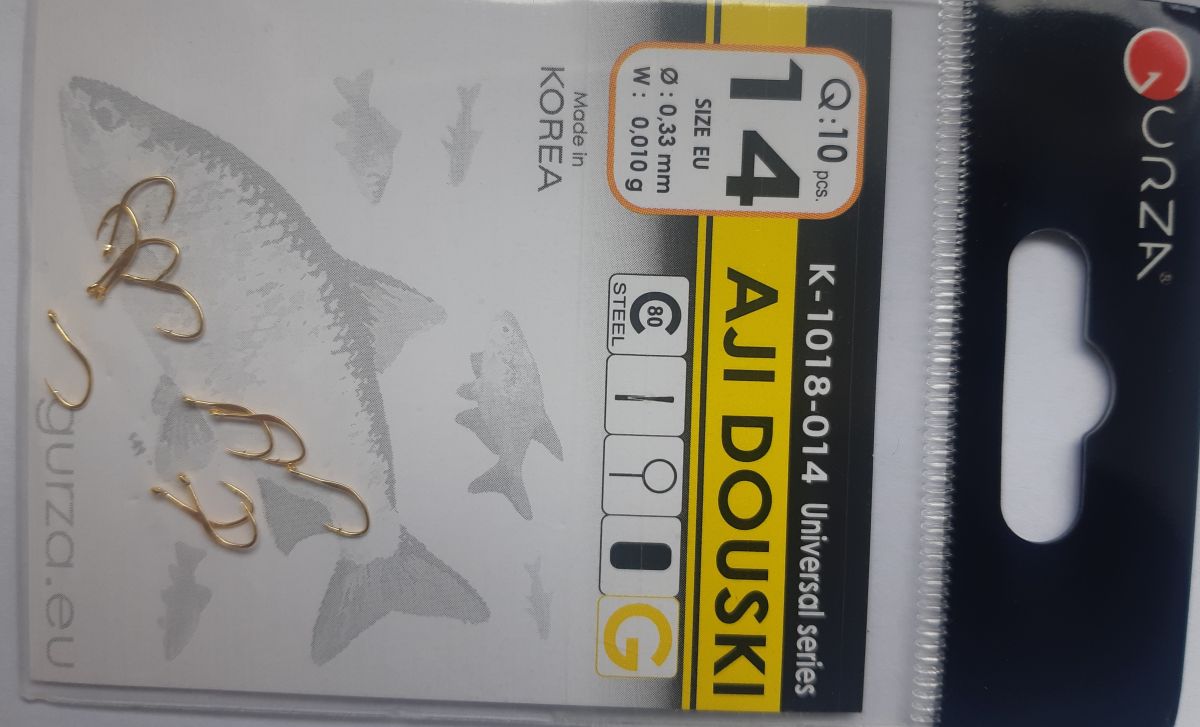 GURZA®
Q:10 pcs.
14
SIZE EU
Ø : 0,33 mm
W : 0,010 g
K-1018-014 Universal series
AJI DOUSKI
C 80
STEEL
G
Made in
KOREA
gurza.eu